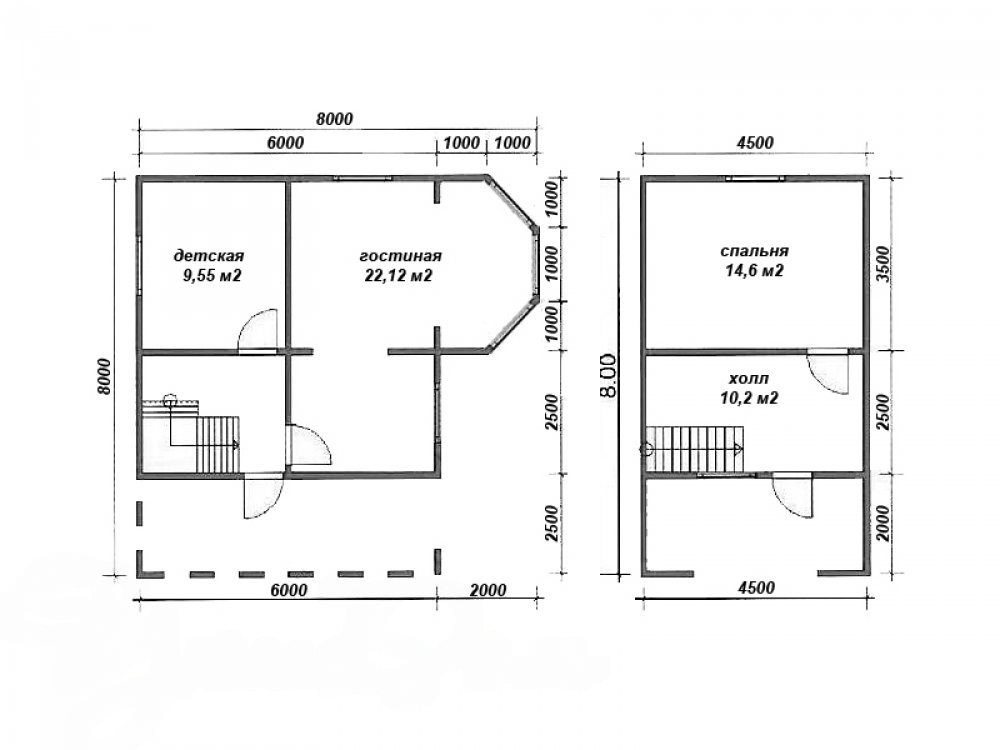 8000
6000 1000 1000
4500
1000
1000
1000
2500
2500
8000
детская
9,55 м2
гостиная
22,12 м2
6000 2000
8.00
спальня
14,6 м2
холл
10,2 м2
3500
2500
2000
4500